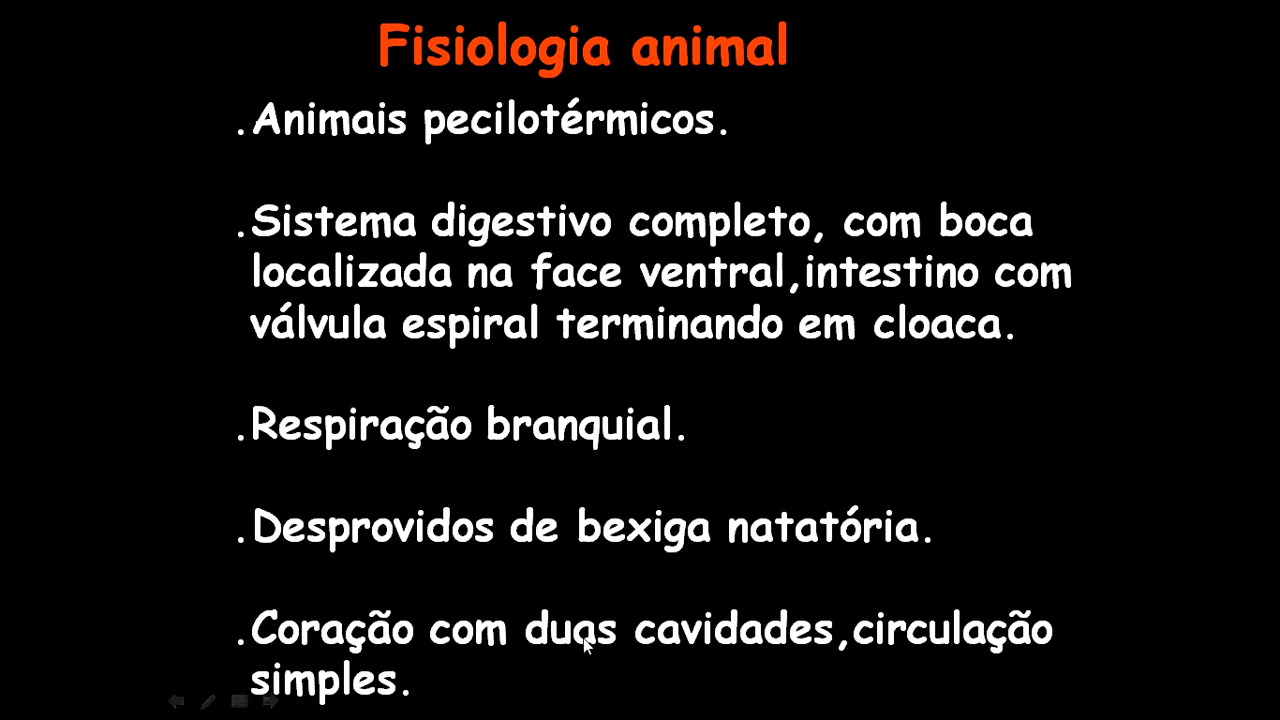 Fisiologia animal
.Animais pecilotérmicos.
.Sistema digestivo completo, com boca
localizada na face ventral,intestino com
válvula espiral terminando em cloaca.
.Respiração branquial.
.Desprovidos de bexiga natatória.
.Coração com duas cavidades,circulação
simples.